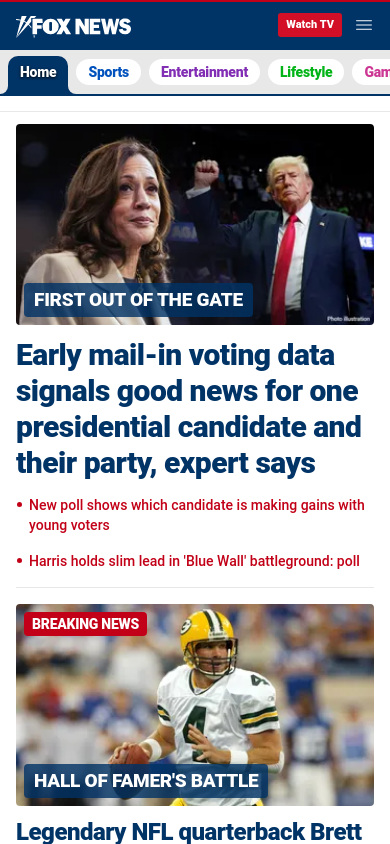 FOX NEWS
Watch TV
Home Sports Entertainment Lifestyle Gam
FIRST OUT OF THE GATE
Photo illustration
Early mail-in voting data
signals good news for one
presidential candidate and
their party, expert says
• New poll shows which candidate is making gains with
young voters
• Harris holds slim lead in 'Blue Wall' battleground: poll
BREAKING NEWS
4
HALL OF FAMER'S BATTLE
Legendary NFL quarterback Brett